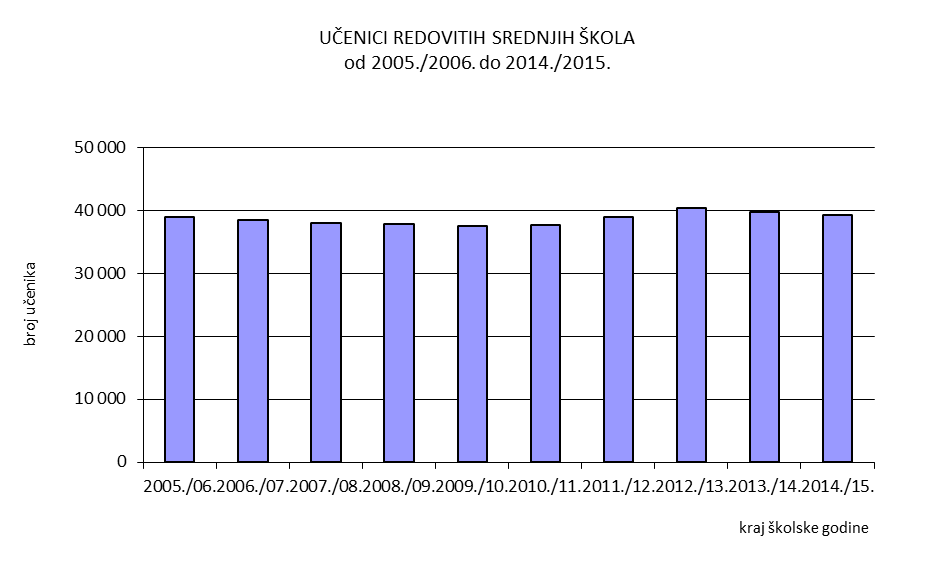 UČENICI REDOVITIH SREDNJIH ŠKOLA
od 2005./2006. do 2014./2015.
50 000
40 000
30 000
20 000
10 000
0
broj učenika
2005./06. 2006./07. 2007./08. 2008./09. 2009./10. 2010./11. 2011./12. 2012./13. 2013./14. 2014./15.
kraj školske godine